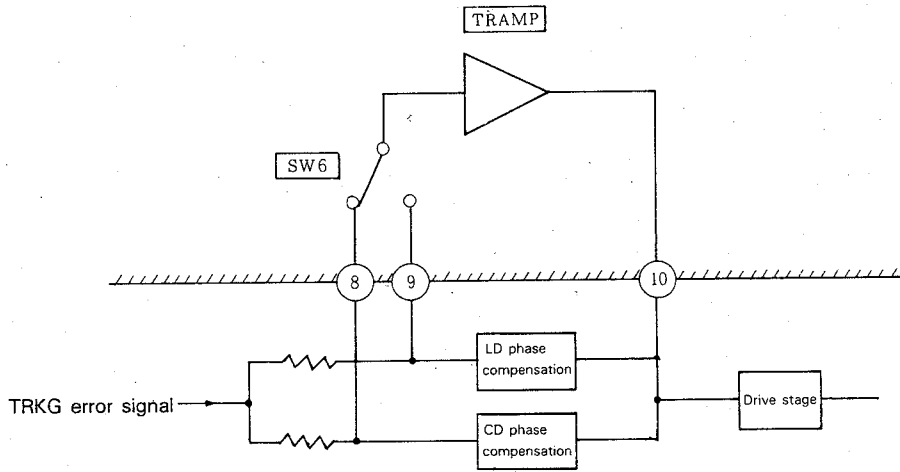 TRAMP
SW6
8
9
10
LD phase
compensation
TRKG error signal
Drive stage
CD phase
compensation